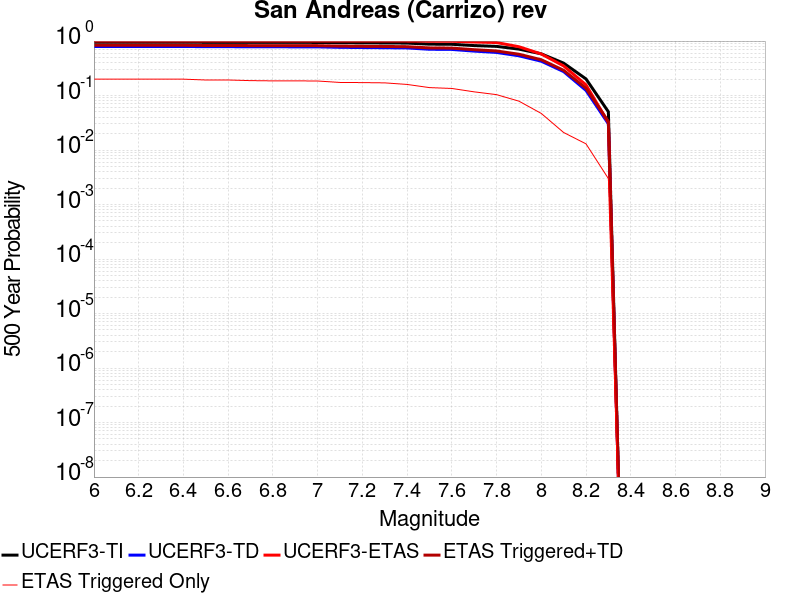 San Andreas (Carrizo) rev
10^0
10^-1
10^-2
10^-3
10^-4
10^-5
10^-6
10^-7
10^-8
500 Year Probability
6 6.2 6.4 6.6 6.8 7 7.2 7.4 7.6 7.8 8 8.2 8.4 8.6 8.8 9
Magnitude
UCERF3-TI UCERF3-TD UCERF3-ETAS ETAS Triggered+TD
ETAS Triggered Only